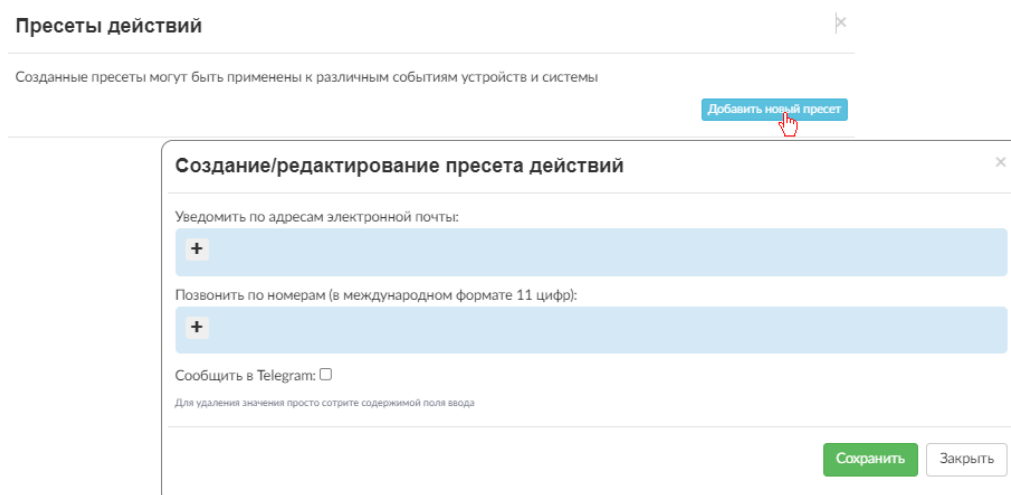 Пресеты действий
Созданные пресеты могут быть применены к различным событиям устройств и системы
Добавить новый пресет
Создание/редактирование пресета действий
Уведомить по адресам электронной почты:
+
Позвонить по номерам (в международном формате 11 цифр):
+
Сообщить в Telegram:
Для удаления значения просто сотрите содержимой поля ввода
Сохранить Закрыть